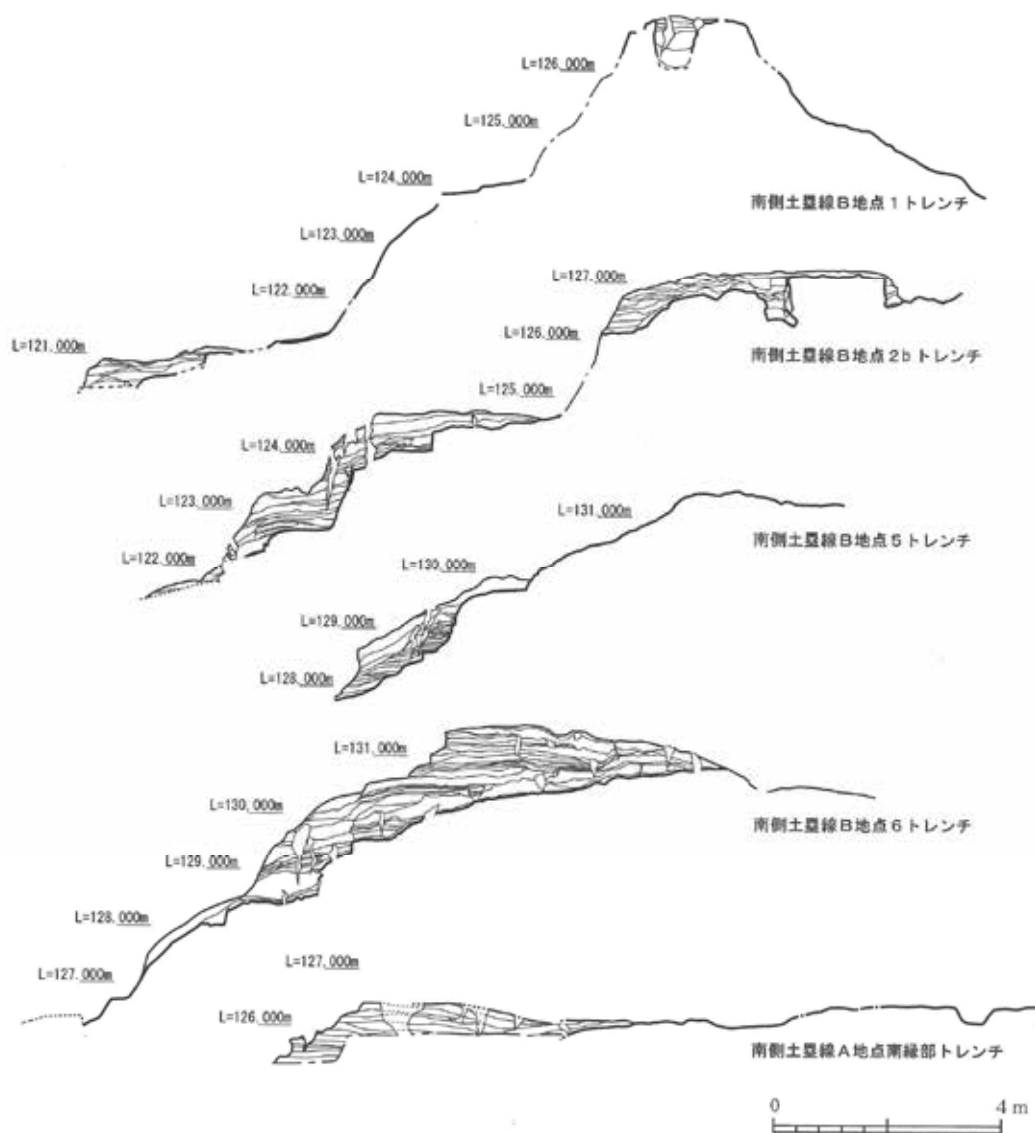 L=126.000m
L=125.000m
L=124.000m
L=123.000m
L=122.000m
L=121.000m
南側土塁線B地点1トレンチ
L=127.000m
L=126.000m
L=125.000m
L=124.000m
L=123.000m
L=122.000m
南側土塁線B地点2bトレンチ
L=131.000m
L=130.000m
L=129.000m
L=128.000m
南側土塁線B地点5トレンチ
L=131.000m
L=130.000m
L=129.000m
L=128.000m
L=127.000m
南側土塁線B地点6トレンチ
L=127.000m
L=126.000m
南側土塁線A地点南縁部トレンチ
0 4 m